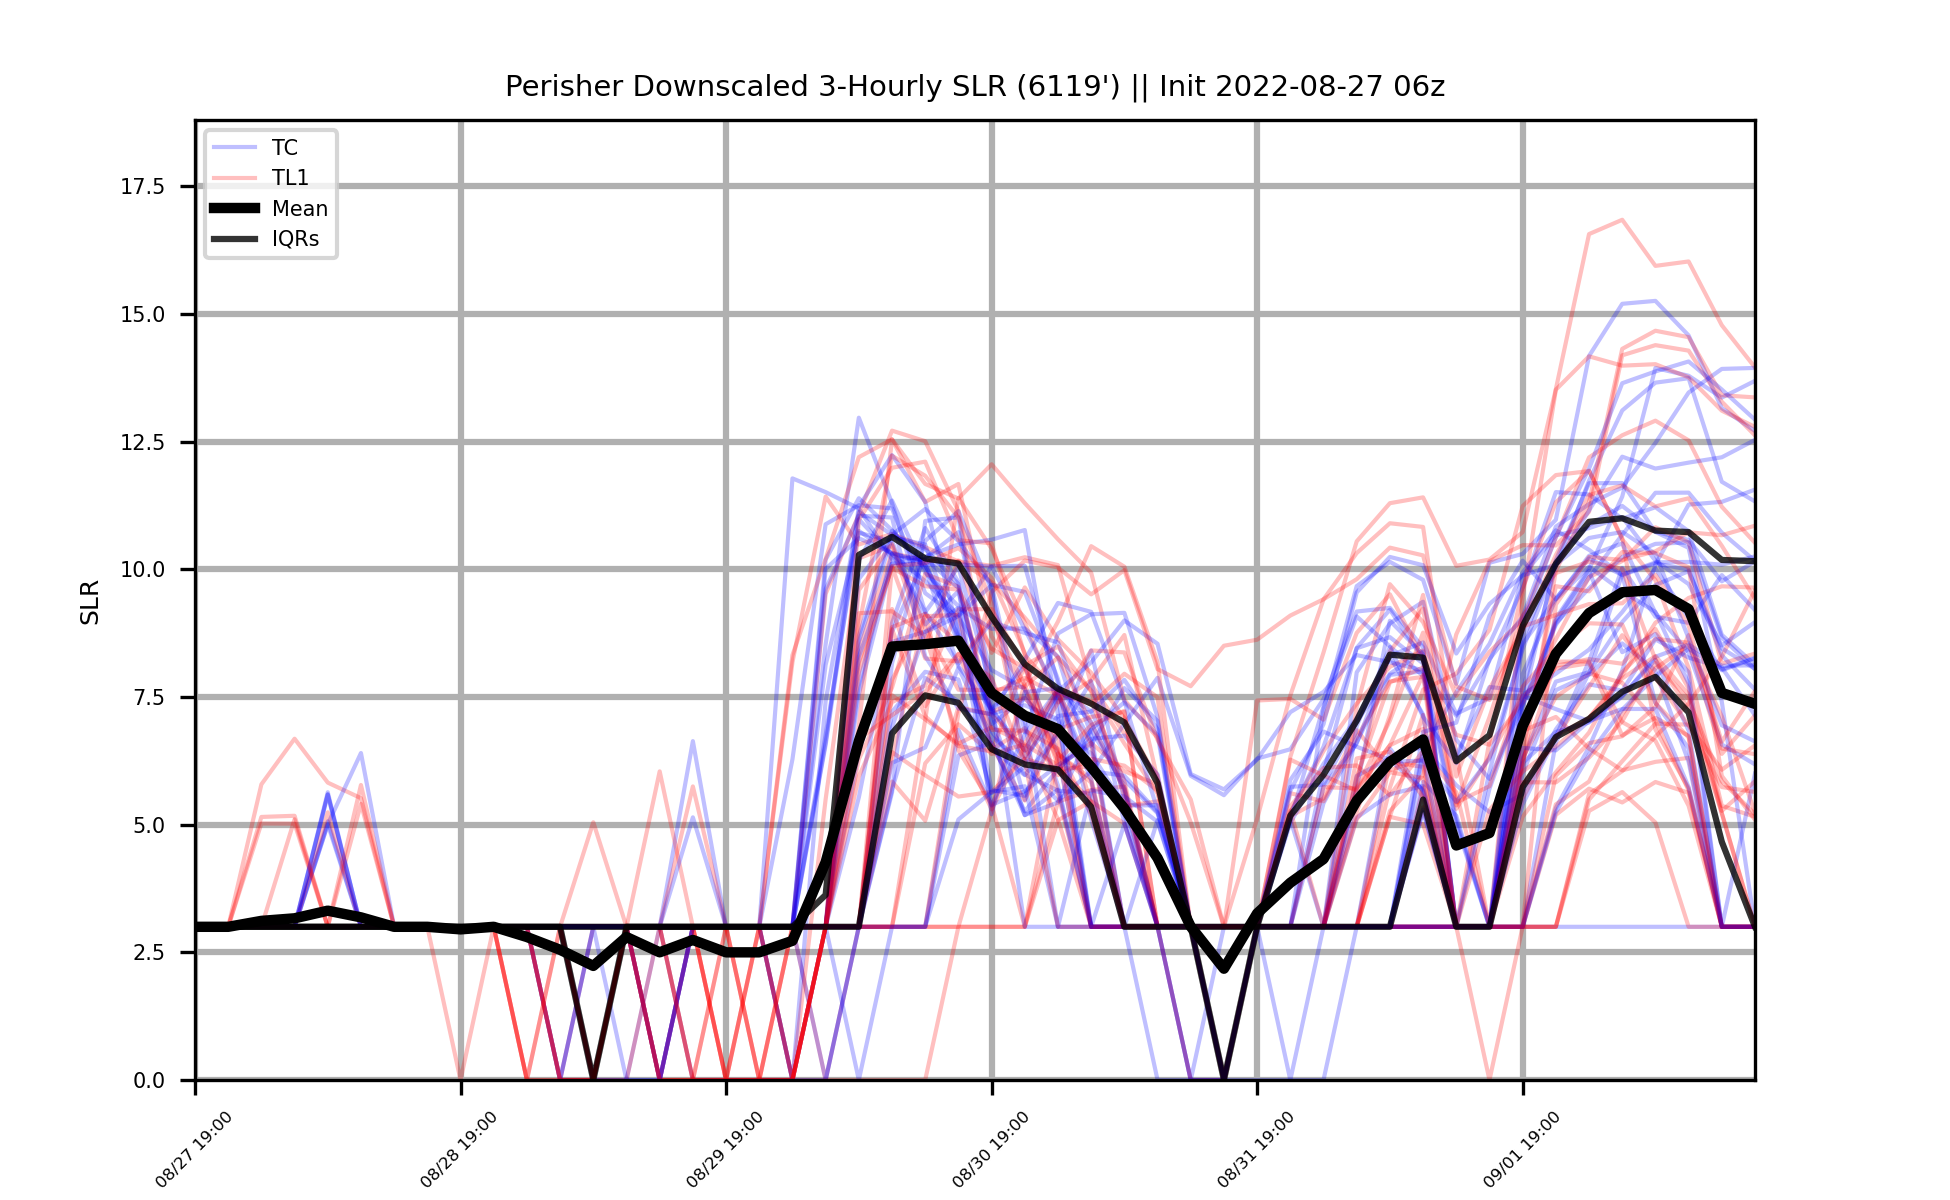 Perisher Downscaled 3-Hourly SLR (6119') || Init 2022-08-27 06z
TC
TL1
Mean
IQRs
SLR
17.5
15.0
12.5
10.0
7.5
5.0
2.5
0.0
08/27 19:00
08/28 19:00
08/29 19:00
08/30 19:00
08/31 19:00
09/01 19:00